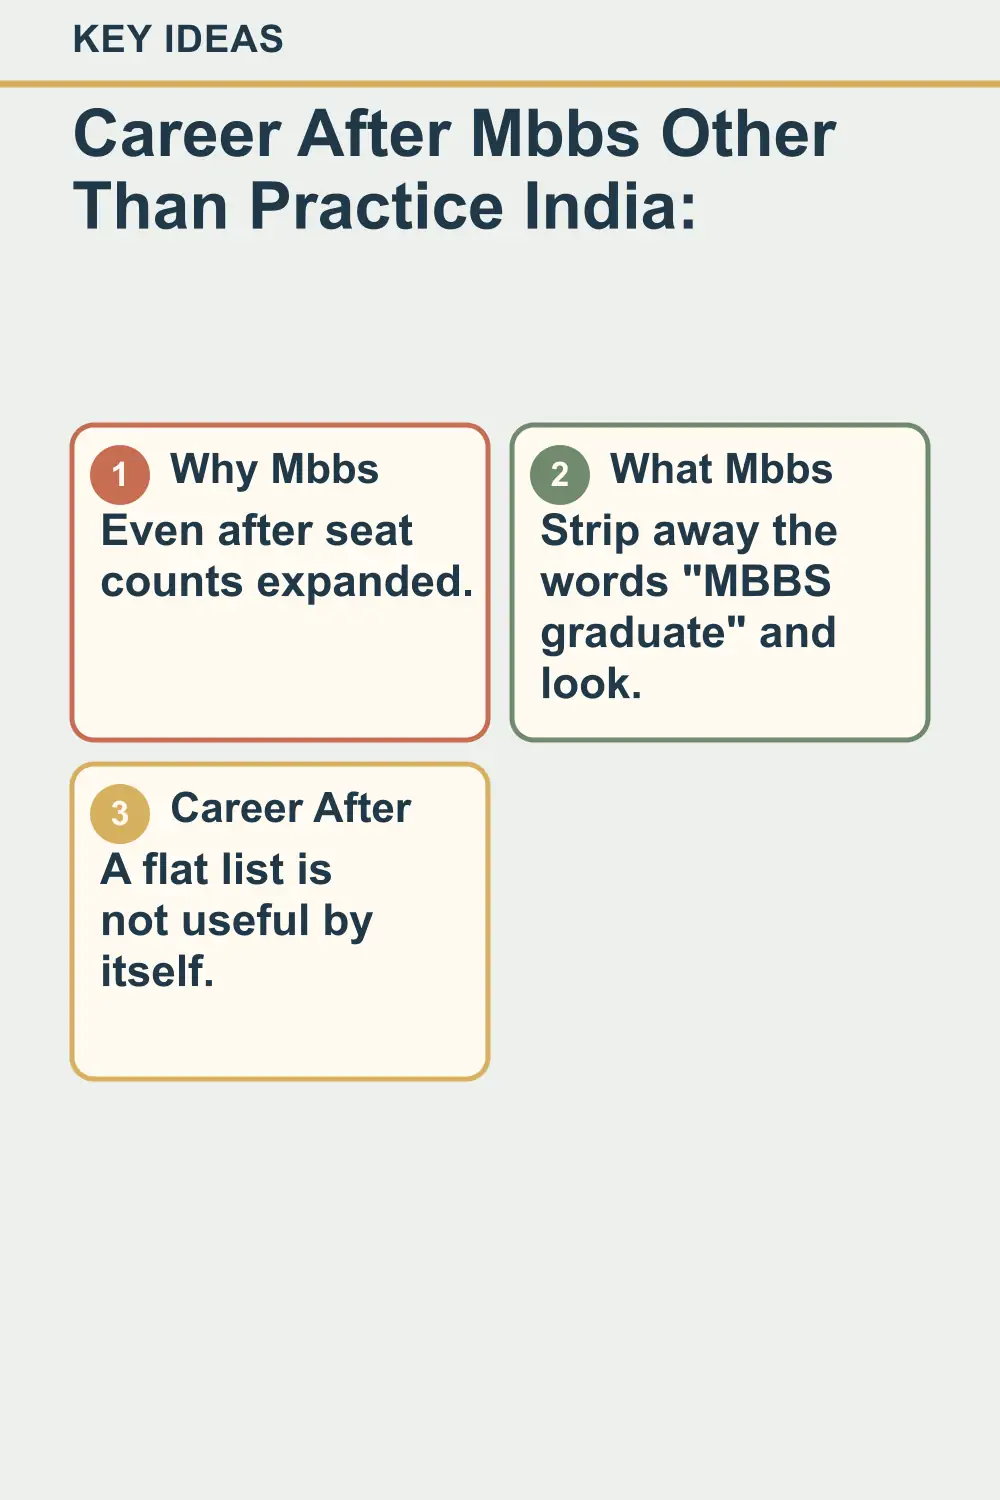 KEY IDEAS
Career After Mbbs Other
Than Practice India:
1
Why Mbbs
Even after seat
counts expanded.
2
What Mbbs
Strip away the
words "MBBS
graduate" and
look.
3
Career After
A flat list is
not useful by
itself.